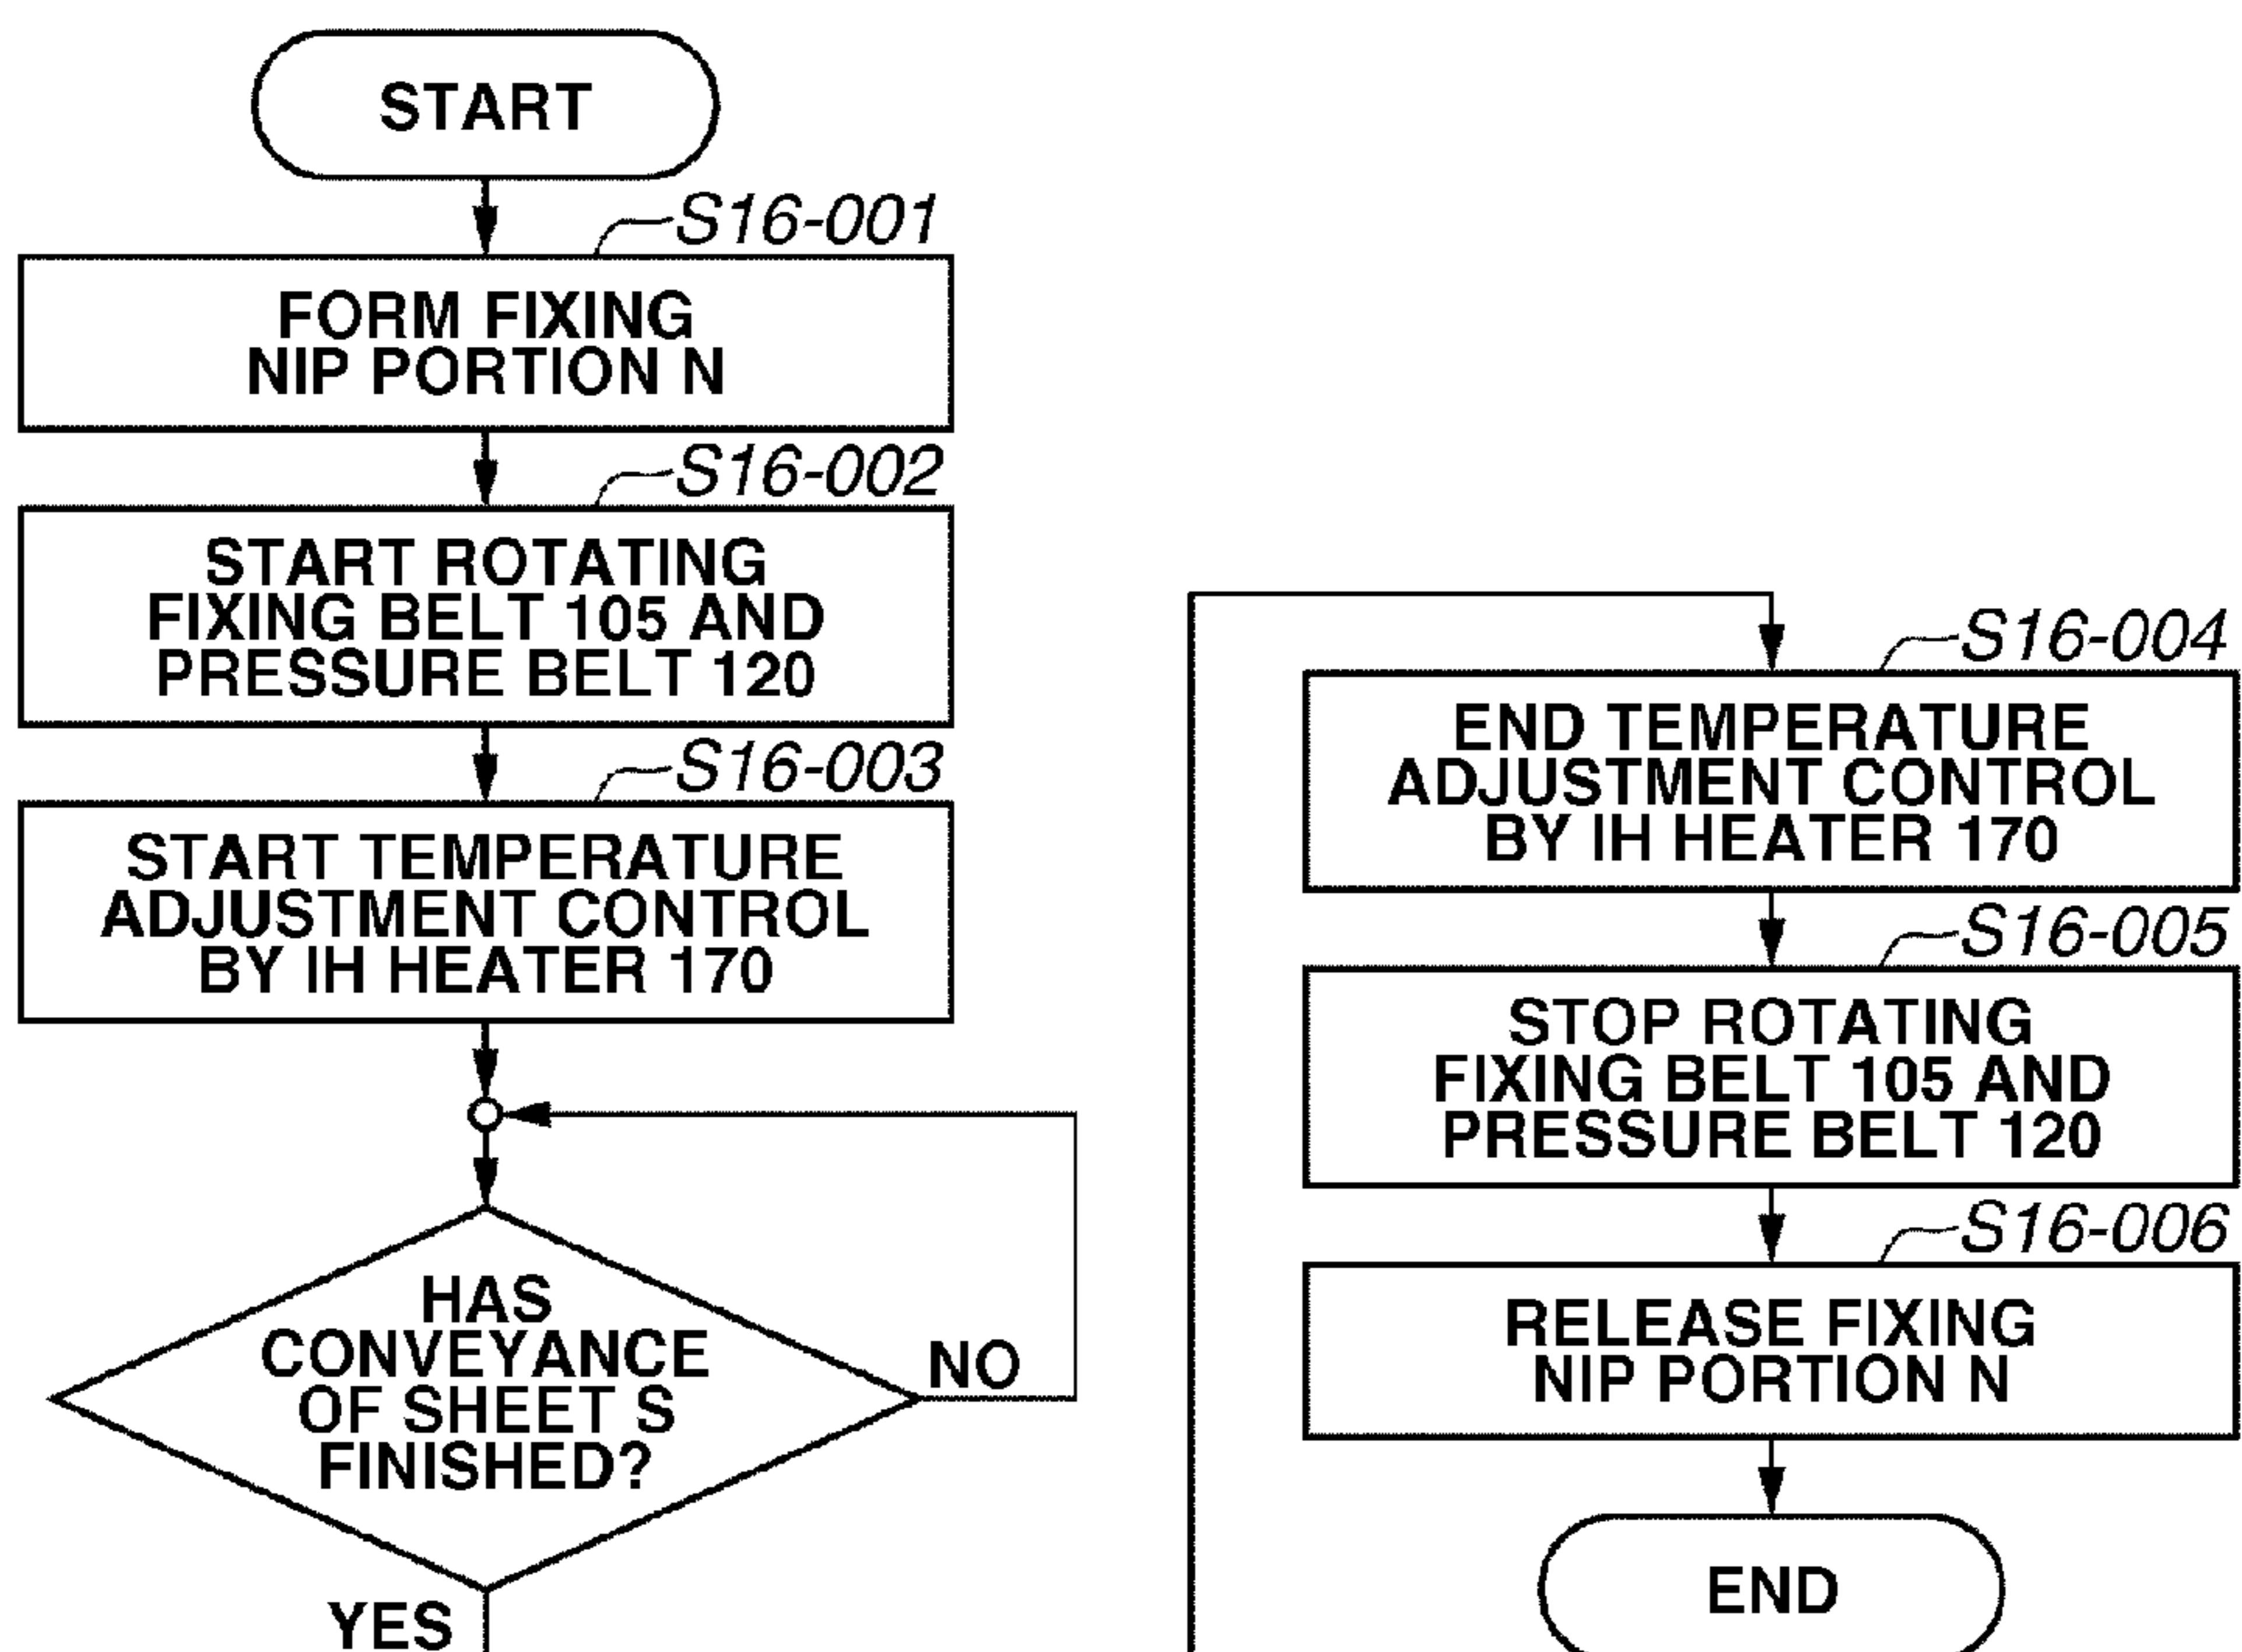 START
S16-001
FORM FIXING
NIP PORTION N
S16-002
START ROTATING
FIXING BELT 105 AND
PRESSURE BELT 120
S16-003
START TEMPERATURE
ADJUSTMENT CONTROL
BY IH HEATER 170
HAS
CONVEYANCE
OF SHEET S
FINISHED?
NO
YES
S16-004
END TEMPERATURE
ADJUSTMENT CONTROL
BY IH HEATER 170
S16-005
STOP ROTATING
FIXING BELT 105 AND
PRESSURE BELT 120
S16-006
RELEASE FIXING
NIP PORTION N
END